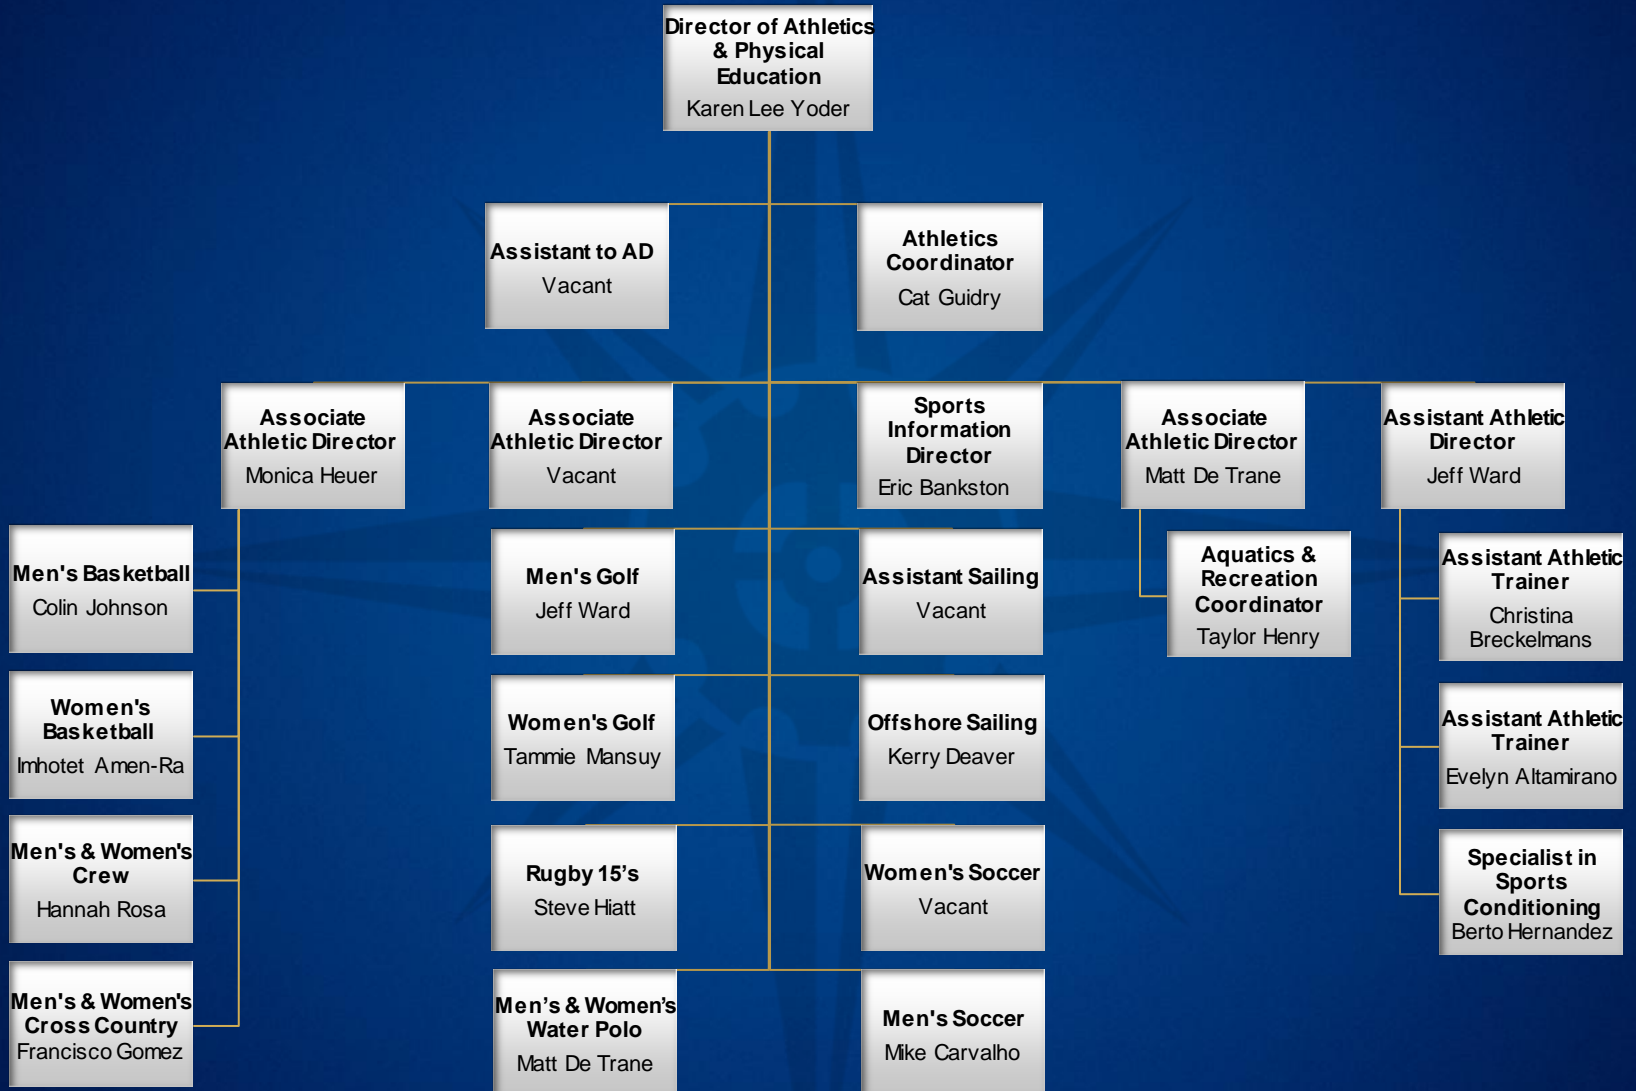 Director of Athletics
& Physical
Education
Karen Lee Yoder
Assistant to AD
Vacant
Athletics
Coordinator
Cat Guidry
Associate
Athletic Director
Monica Heuer
Associate
Athletic Director
Vacant
Sports
Information
Director
Eric Bankston
Associate
Athletic Director
Matt De Trane
Assistant Athletic
Director
Jeff Ward
Men's Basketball
Colin Johnson
Women's
Basketball
Imhotet Amen-Ra
Men's & Women's
Crew
Hannah Rosa
Men's & Women's
Cross Country
Francisco Gomez
Men's Golf
Jeff Ward
Assistant Sailing
Vacant
Women's Golf
Tammie Mansuy
Offshore Sailing
Kerry Deaver
Rugby 15's
Steve Hiatt
Women's Soccer
Vacant
Men’s & Women’s
Water Polo
Matt De Trane
Men's Soccer
Mike Carvalho
Aquatics &
Recreation
Coordinator
Taylor Henry
Assistant Athletic
Trainer
Christina
Breckelmans
Assistant Athletic
Trainer
Evelyn Altamirano
Specialist in
Sports
Conditioning
Berto Hernandez